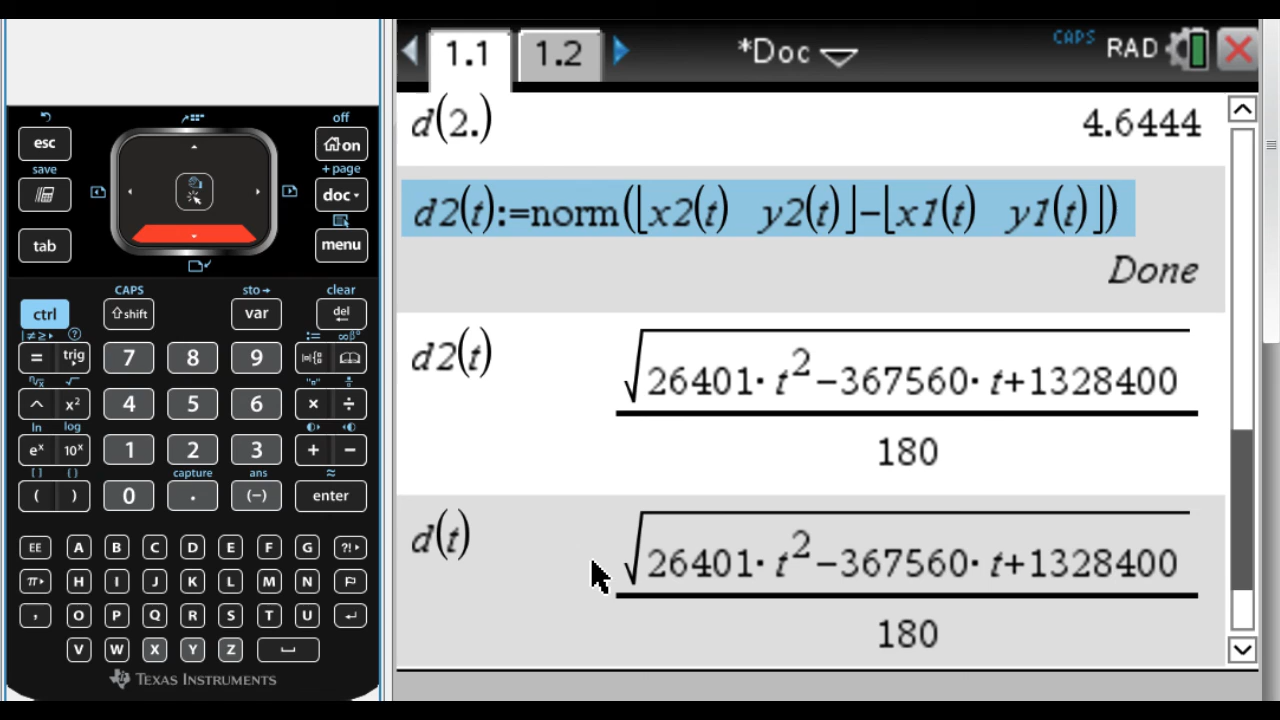 1.1 1.2 *Doc CAPS RAD
d(2.) 4.6444
d2(t):=norm([x2(t) y2(t)]-[x1(t) y1(t)])
Done
d2(t) √26401·t²-367560·t+1328400
180
d(t) √26401·t²-367560·t+1328400
180
off
esc on
save + page
doc
tab menu
CAPS sto→ clear
ctrl shift var del
|≠≥▸ ? := ∞β°
= trig 7 8 9
ⁿ√x √ "∘"
^ x² 4 5 6 × ÷
ln log
eˣ 10ˣ 1 2 3 + −
[ ] { } capture ans ≈
( ) 0 . (−) enter
EE A B C D E F G ?!▸
π▸ H I J K L M N
, O P Q R S T U ↵
V W X Y Z
TEXAS INSTRUMENTS